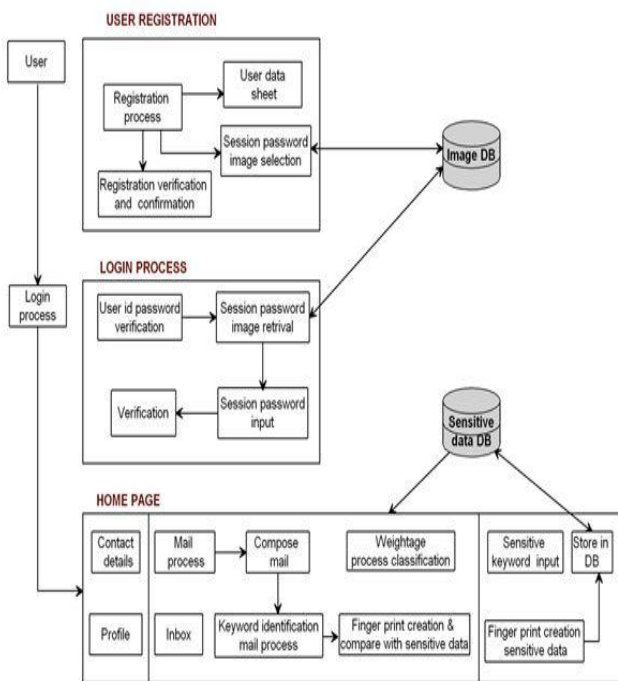 USER REGISTRATION
User
User data
sheet
Registration
process
Session password
image selection
Registration verification
and confirmation
Image DB
LOGIN PROCESS
Login
process
User id password
verification
Session password
image retrival
Verification
Session password
input
Sensitive
data DB
HOME PAGE
Contact
details
Mail
process
Compose
mail
Weightage
process classification
Sensitive
keyword input
Store in
DB
Profile
Inbox
Keyword identification
mail process
Finger print creation &
compare with sensitive data
Finger print creation
sensitive data